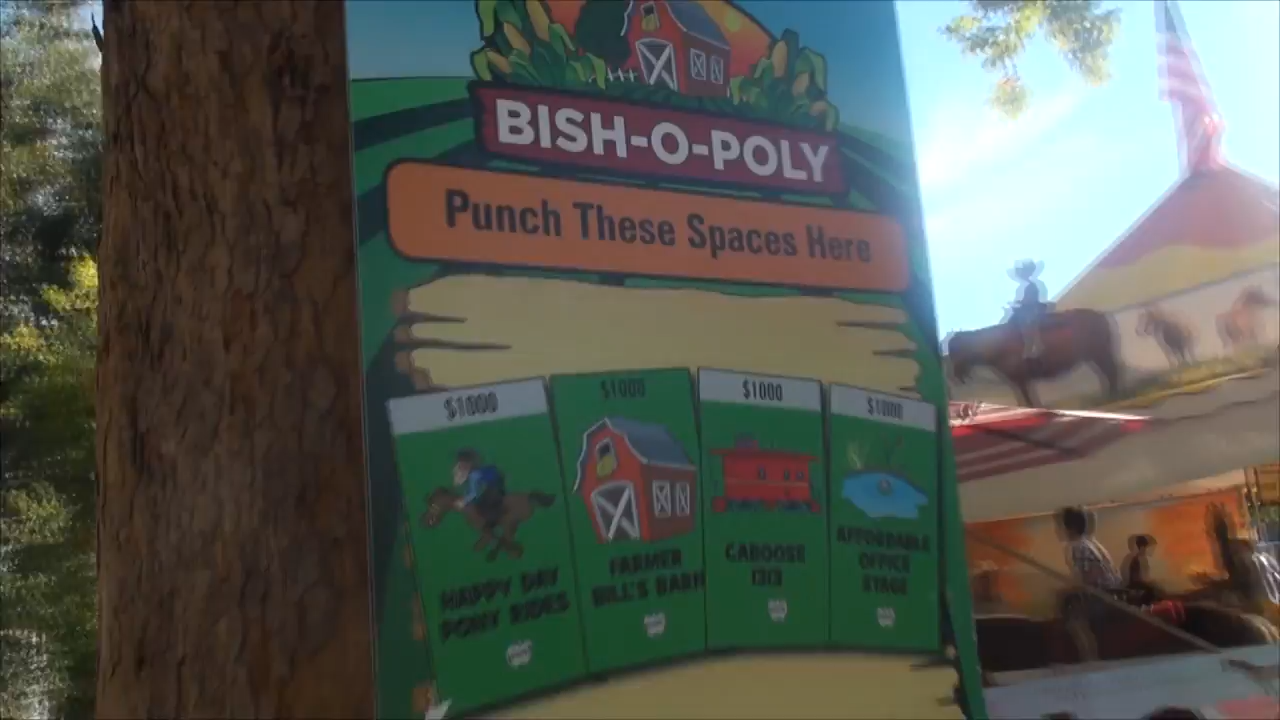 BISH-O-POLY
Punch These Spaces Here
$1000
HAPPY DAY
PONY RIDES
$1000
FARMER
BILL'S BARN
$1000
CABOOSE
1313
$1000
AFFORDABLE
OFFICE
STAGE